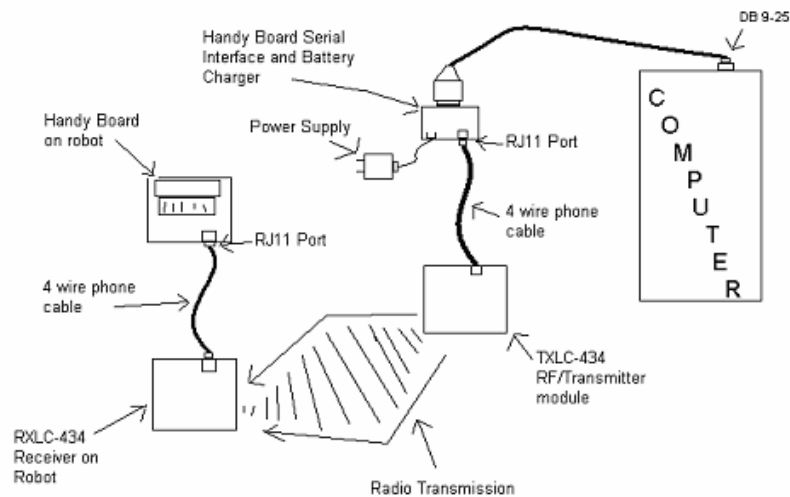 DB 9-25
Handy Board Serial
Interface and Battery
Charger
COMPUTER
Handy Board
on robot
Power Supply
RJ11 Port
4 wire phone
cable
RJ11 Port
4 wire phone
cable
TXLC-434
RF/Transmitter
module
RXLC-434
Receiver on
Robot
Radio Transmission